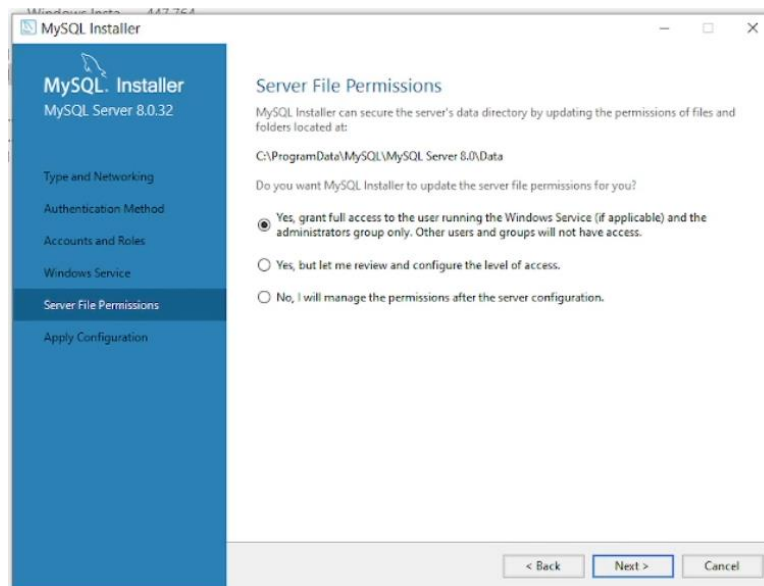 Windows Insta... 447,764
MySQL Installer
MySQL. Installer
MySQL Server 8.0.32
Type and Networking
Authentication Method
Accounts and Roles
Windows Service
Server File Permissions
Apply Configuration
Server File Permissions
MySQL Installer can secure the server's data directory by updating the permissions of files and
folders located at:
C:\ProgramData\MySQL\MySQL Server 8.0\Data
Do you want MySQL Installer to update the server file permissions for you?
Yes, grant full access to the user running the Windows Service (if applicable) and the
administrators group only. Other users and groups will not have access.
Yes, but let me review and configure the level of access.
No, I will manage the permissions after the server configuration.
< Back
Next >
Cancel